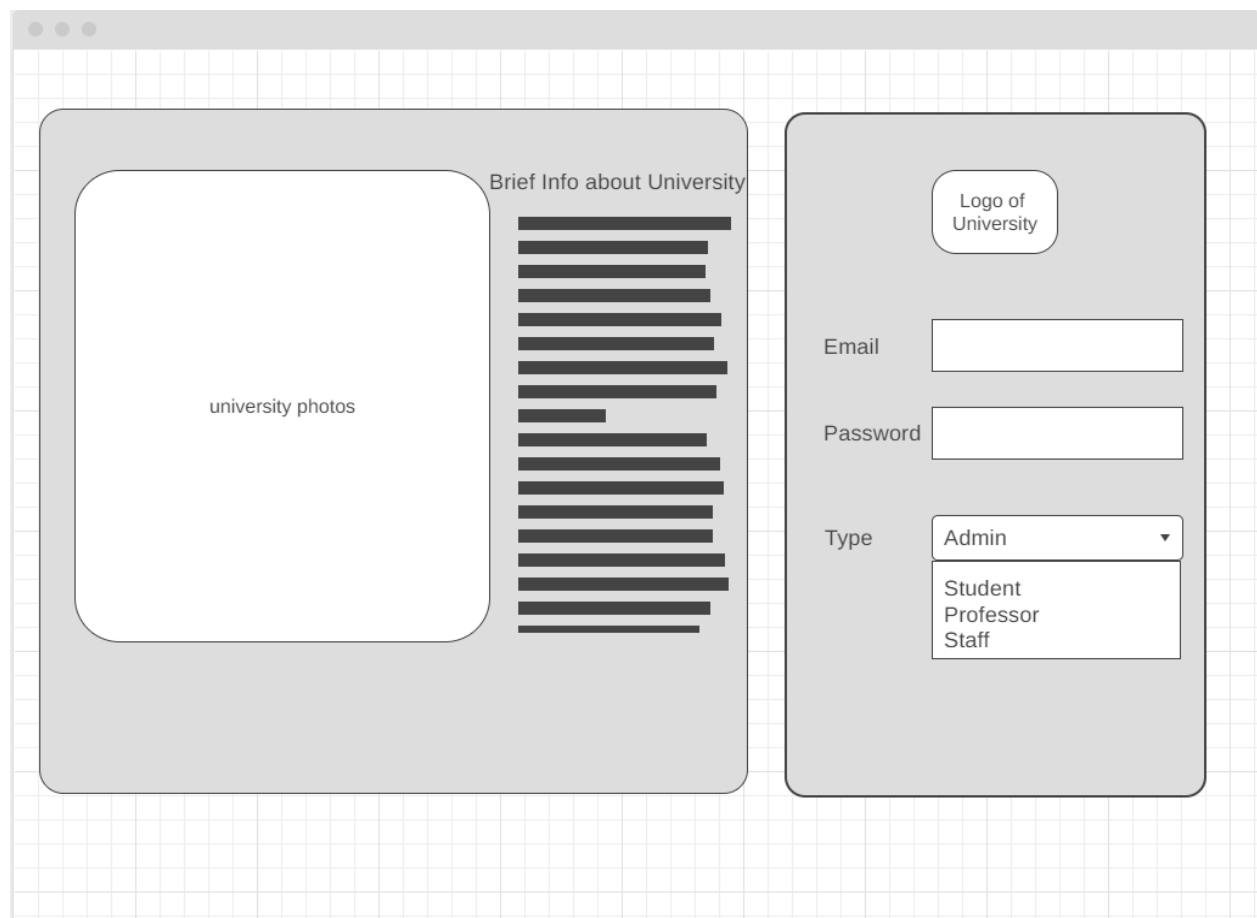 Brief Info about University
university photos
Logo of
University
Email
Password
Type
Admin
Student
Professor
Staff